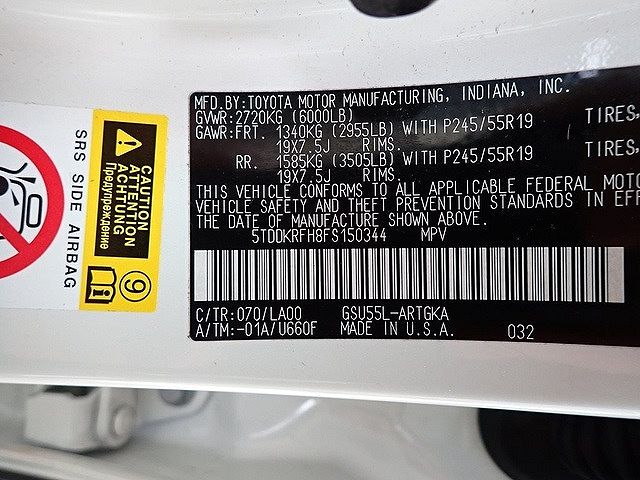 MFD.BY:TOYOTA MOTOR MANUFACTURING, INDIANA, INC.
GVWR:2720KG (6000LB)
GAWR:FRT. 1340KG (2955LB) WITH P245/55R19 TIRES,
19X7.5J RIMS.
RR. 1585KG (3505LB) WITH P245/55R19 TIRES,
19X7.5J RIMS.
THIS VEHICLE CONFORMS TO ALL APPLICABLE FEDERAL MOTO
VEHICLE SAFETY AND THEFT PREVENTION STANDARDS IN EFF
THE DATE OF MANUFACTURE SHOWN ABOVE.
5TDDKRFH8FS150344 MPV
C/TR:070/LA00 GSU55L-ARTGKA
A/TM:-01A/U660F MADE IN U.S.A. 032
CAUTION
ATTENTION
ACHTUNG
Предупреждение
9
SRS SIDE AIRBAG